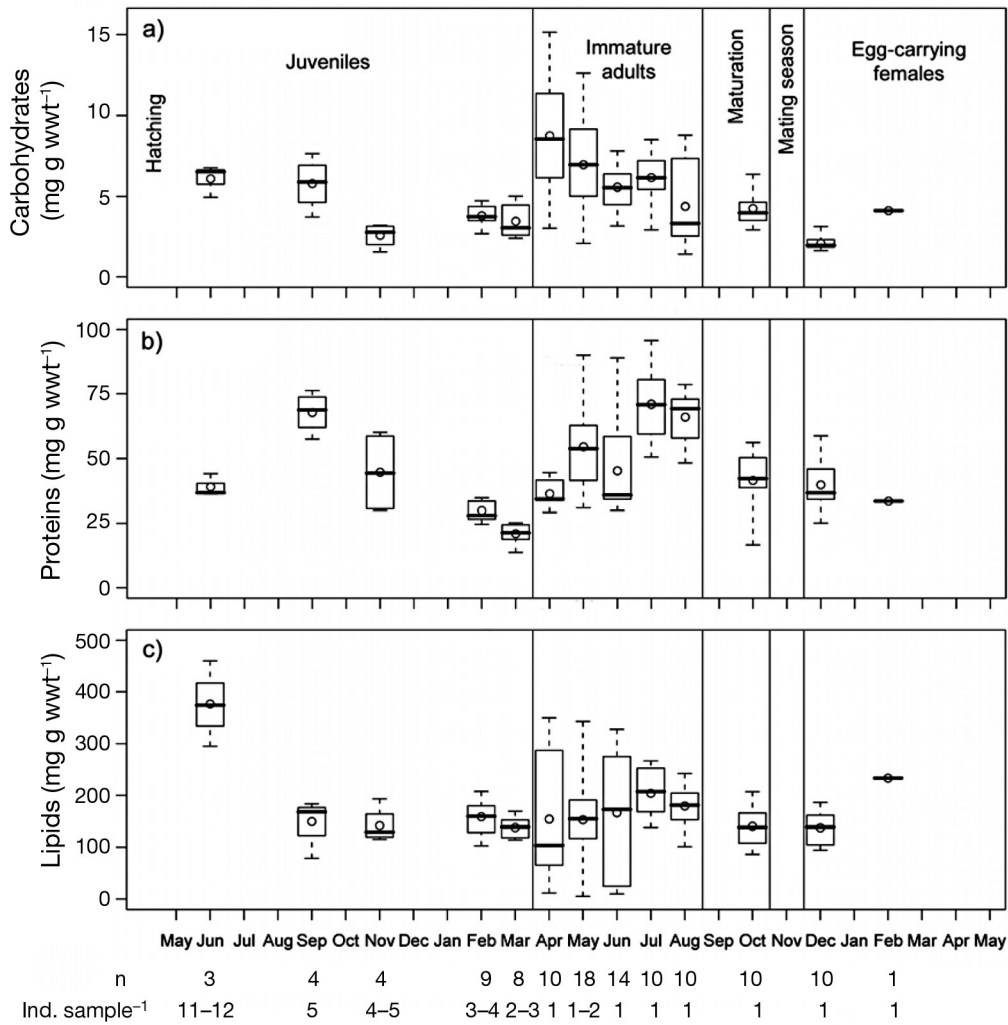 a)
Carbohydrates
(mg g wwt⁻¹)
15
10
5
0
Hatching
Juveniles
Immature
adults
Maturation
Mating season
Egg-carrying
females
b)
Proteins (mg g wwt⁻¹)
100
75
50
25
0
c)
Lipids (mg g wwt⁻¹)
500
400
300
200
100
0
May Jun Jul Aug Sep Oct Nov Dec Jan Feb Mar Apr May Jun Jul Aug Sep Oct Nov Dec Jan Feb Mar Apr May
n 3 4 4 9 8 10 18 14 10 10 10 10 1
Ind. sample⁻¹ 11–12 5 4–5 3–4 2–3 1 1–2 1 1 1 1 1 1